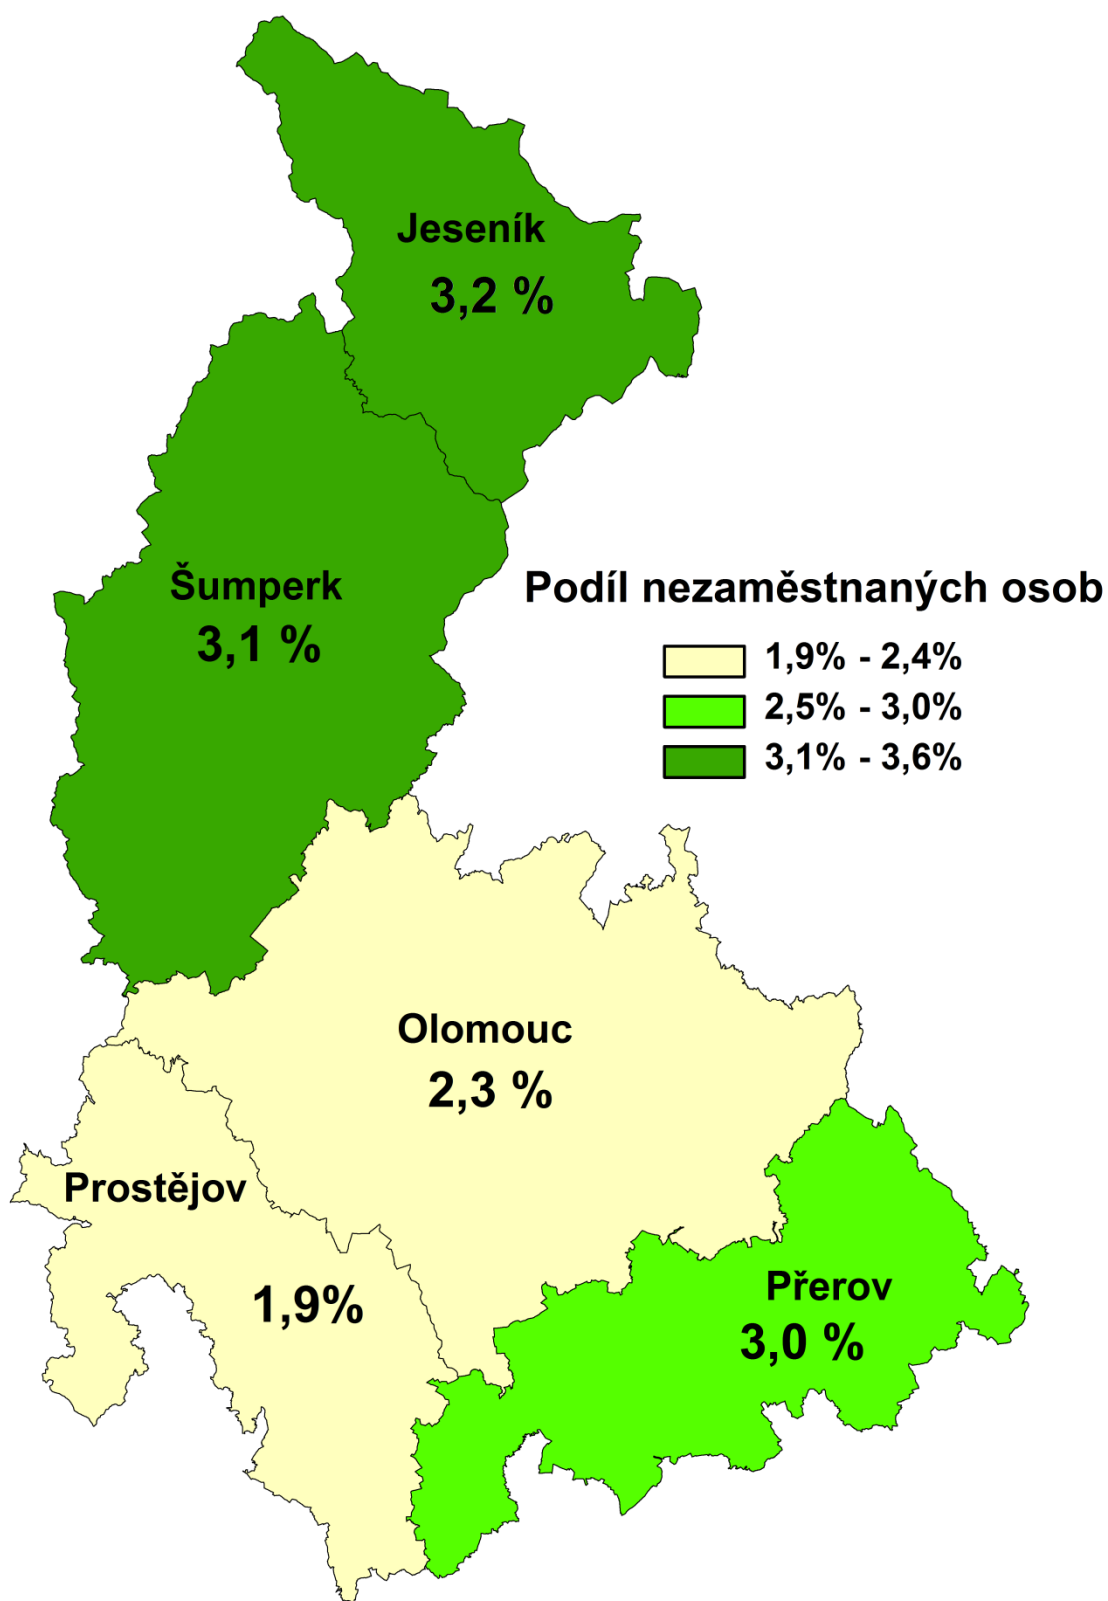 Jeseník
3,2 %
Šumperk
3,1 %
Podíl nezaměstnaných osob
1,9% - 2,4%
2,5% - 3,0%
3,1% - 3,6%
Olomouc
2,3 %
Prostějov
1,9%
Přerov
3,0 %